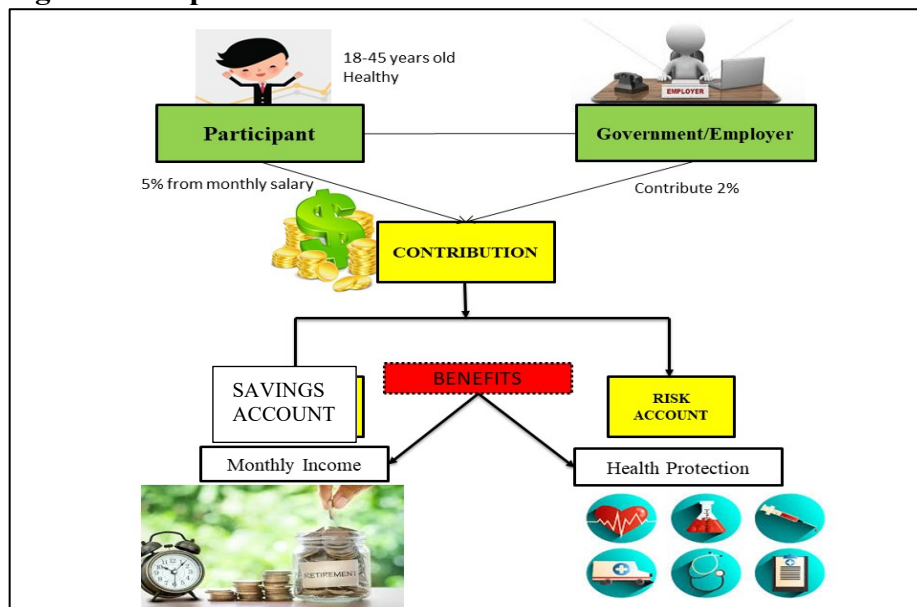 18-45 years old
Healthy
EMPLOYER
Participant
Government/Employer
5% from monthly salary
Contribute 2%
CONTRIBUTION
SAVINGS
ACCOUNT
BENEFITS
RISK
ACCOUNT
Monthly Income
Health Protection
RETIREMENT